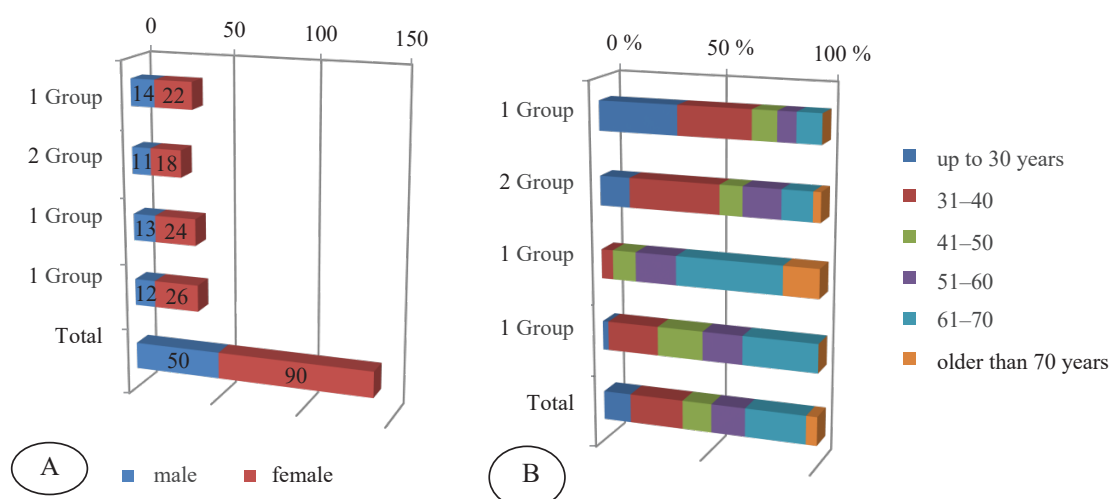 0 50 100 150
1 Group 14 22
2 Group 11 18
1 Group 13 24
1 Group 12 26
Total 50 90
A male female
0 % 50 % 100 %
1 Group
2 Group
1 Group
1 Group
Total
B
up to 30 years
31–40
41–50
51–60
61–70
older than 70 years